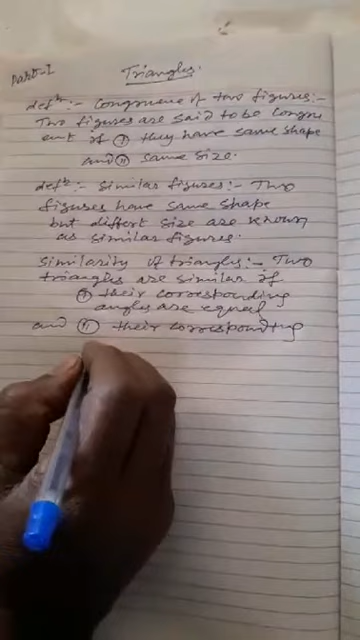 Part-I
Triangles.
defⁿ:- Congruence of two figures:-
Two figures are said to be congru
ent if (i) they have same shape
and (ii) same size.
defⁿ:- Similar figures:- Two
figures have same shape
but differt size are known
as similar figures.
Similarity of triangles:- Two
triangles are similar if
(i) their corresponding
angles are equal
and (ii) their corresponding